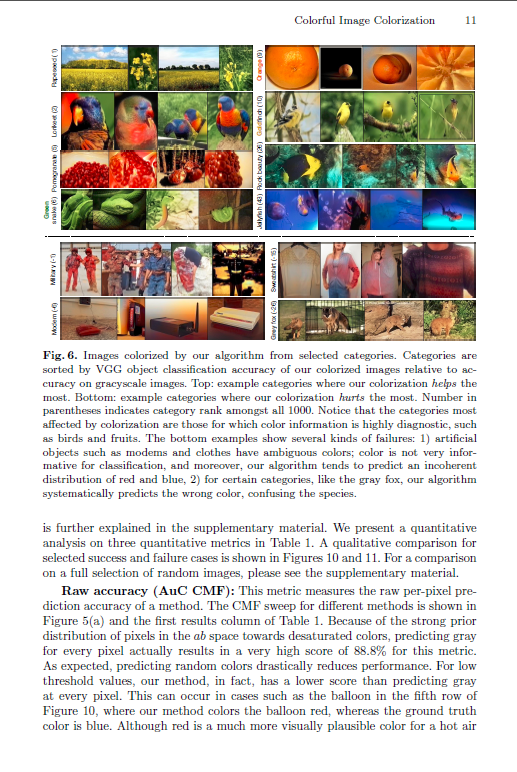 Colorful Image Colorization 11
Rapeseed (1)
Orange (9)
Lorikeet (2)
Goldfinch (10)
Pomegranate (5)
Rock beauty (26)
Green
snake (6)
Jellyfish (43)
Military (-1)
Sweatshirt (-15)
Modem (-6)
Grey fox (-26)
Fig. 6. Images colorized by our algorithm from selected categories. Categories are
sorted by VGG object classification accuracy of our colorized images relative to ac-
curacy on grayscale images. Top: example categories where our colorization helps the
most. Bottom: example categories where our colorization hurts the most. Number in
parentheses indicates category rank amongst all 1000. Notice that the categories most
affected by colorization are those for which color information is highly diagnostic, such
as birds and fruits. The bottom examples show several kinds of failures: 1) artificial
objects such as modems and clothes have ambiguous colors; color is not very infor-
mative for classification, and moreover, our algorithm tends to predict an incoherent
distribution of red and blue, 2) for certain categories, like the gray fox, our algorithm
systematically predicts the wrong color, confusing the species.
is further explained in the supplementary material. We present a quantitative
analysis on three quantitative metrics in Table 1. A qualitative comparison for
selected success and failure cases is shown in Figures 10 and 11. For a comparison
on a full selection of random images, please see the supplementary material.
Raw accuracy (AuC CMF): This metric measures the raw per-pixel pre-
diction accuracy of a method. The CMF sweep for different methods is shown in
Figure 5(a) and the first results column of Table 1. Because of the strong prior
distribution of pixels in the ab space towards desaturated colors, predicting gray
for every pixel actually results in a very high score of 88.8% for this metric.
As expected, predicting random colors drastically reduces performance. For low
threshold values, our method, in fact, has a lower score than predicting gray
at every pixel. This can occur in cases such as the balloon in the fifth row of
Figure 10, where our method colors the balloon red, whereas the ground truth
color is blue. Although red is a much more visually plausible color for a hot air